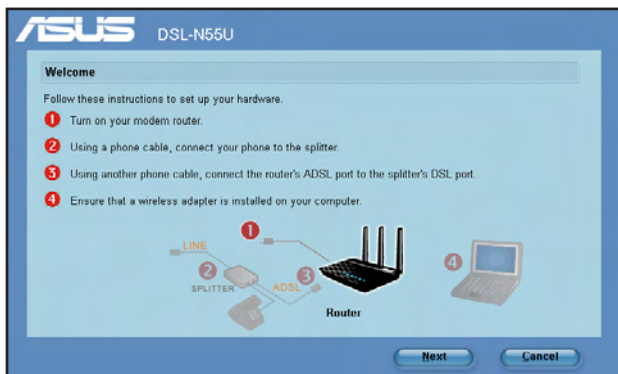 ASUS DSL-N55U
Welcome
Follow these instructions to set up your hardware.
1 Turn on your modem router.
2 Using a phone cable, connect your phone to the splitter.
3 Using another phone cable, connect the router's ADSL port to the splitter's DSL port.
4 Ensure that a wireless adapter is installed on your computer.
1
LINE
2
SPLITTER
ADSL
3
4
Router
Next
Cancel